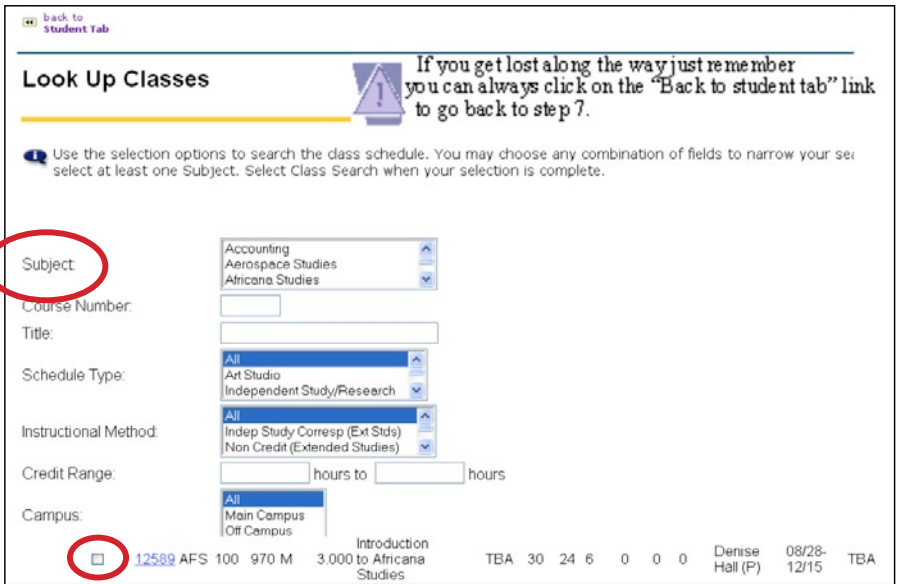 back to
Student Tab
Look Up Classes
If you get lost along the way just remember
you can always click on the "Back to student tab" link
to go back to step 7.
Use the selection options to search the class schedule. You may choose any combination of fields to narrow your
select at least one Subject. Select Class Search when your selection is complete.
Subject:
Accounting
Aerospace Studies
Africana Studies
Course Number:
Title:
Schedule Type:
All
Art Studio
Independent Study/Research
Instructional Method:
All
Indep Study Corresp (Ext Stds)
Non Credit (Extended Studies)
Credit Range: hours to hours
Campus:
All
Main Campus
Off Campus
12589 AFS 100 970 M 3.000 Introduction to Africana Studies TBA 30 24 6 0 0 0 Denise Hall (P) 08/28-12/15 TBA